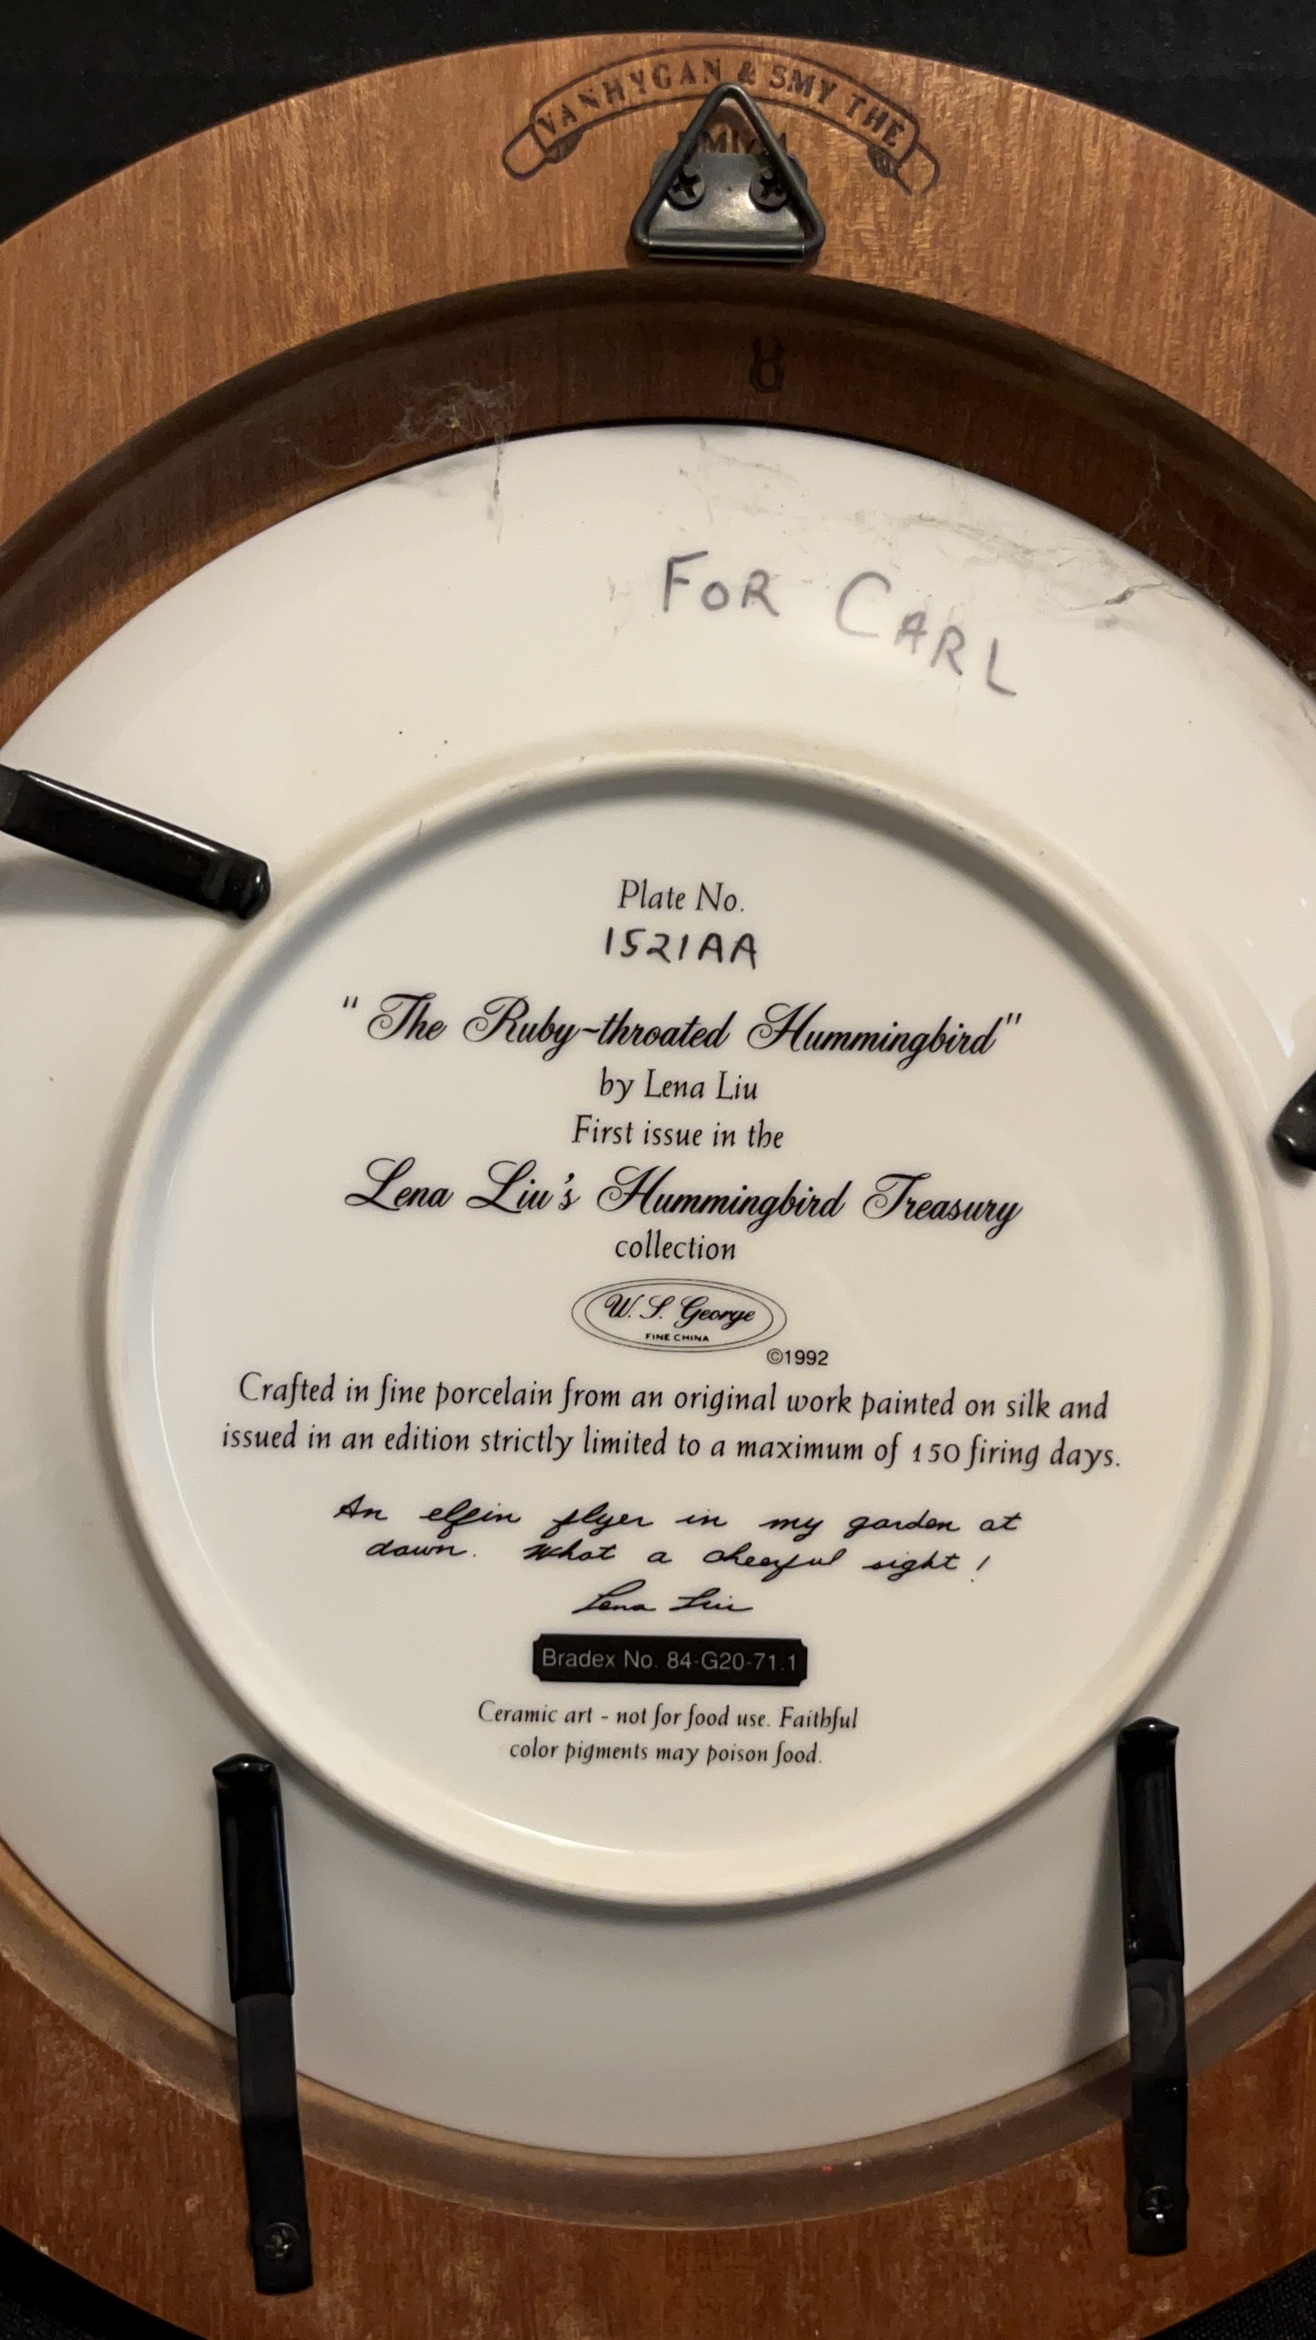 VANHYGAN & SMYTHE
8
FOR CARL
Plate No.
1521AA
"The Ruby-throated Hummingbird"
by Lena Liu
First issue in the
Lena Liu's Hummingbird Treasury
collection
W. S. George
FINE CHINA
©1992
Crafted in fine porcelain from an original work painted on silk and
issued in an edition strictly limited to a maximum of 150 firing days.
An elfin flyer in my garden at
dawn. What a cheerful sight!
Lena Liu
Bradex No. 84-G20-71.1
Ceramic art - not for food use. Faithful
color pigments may poison food.